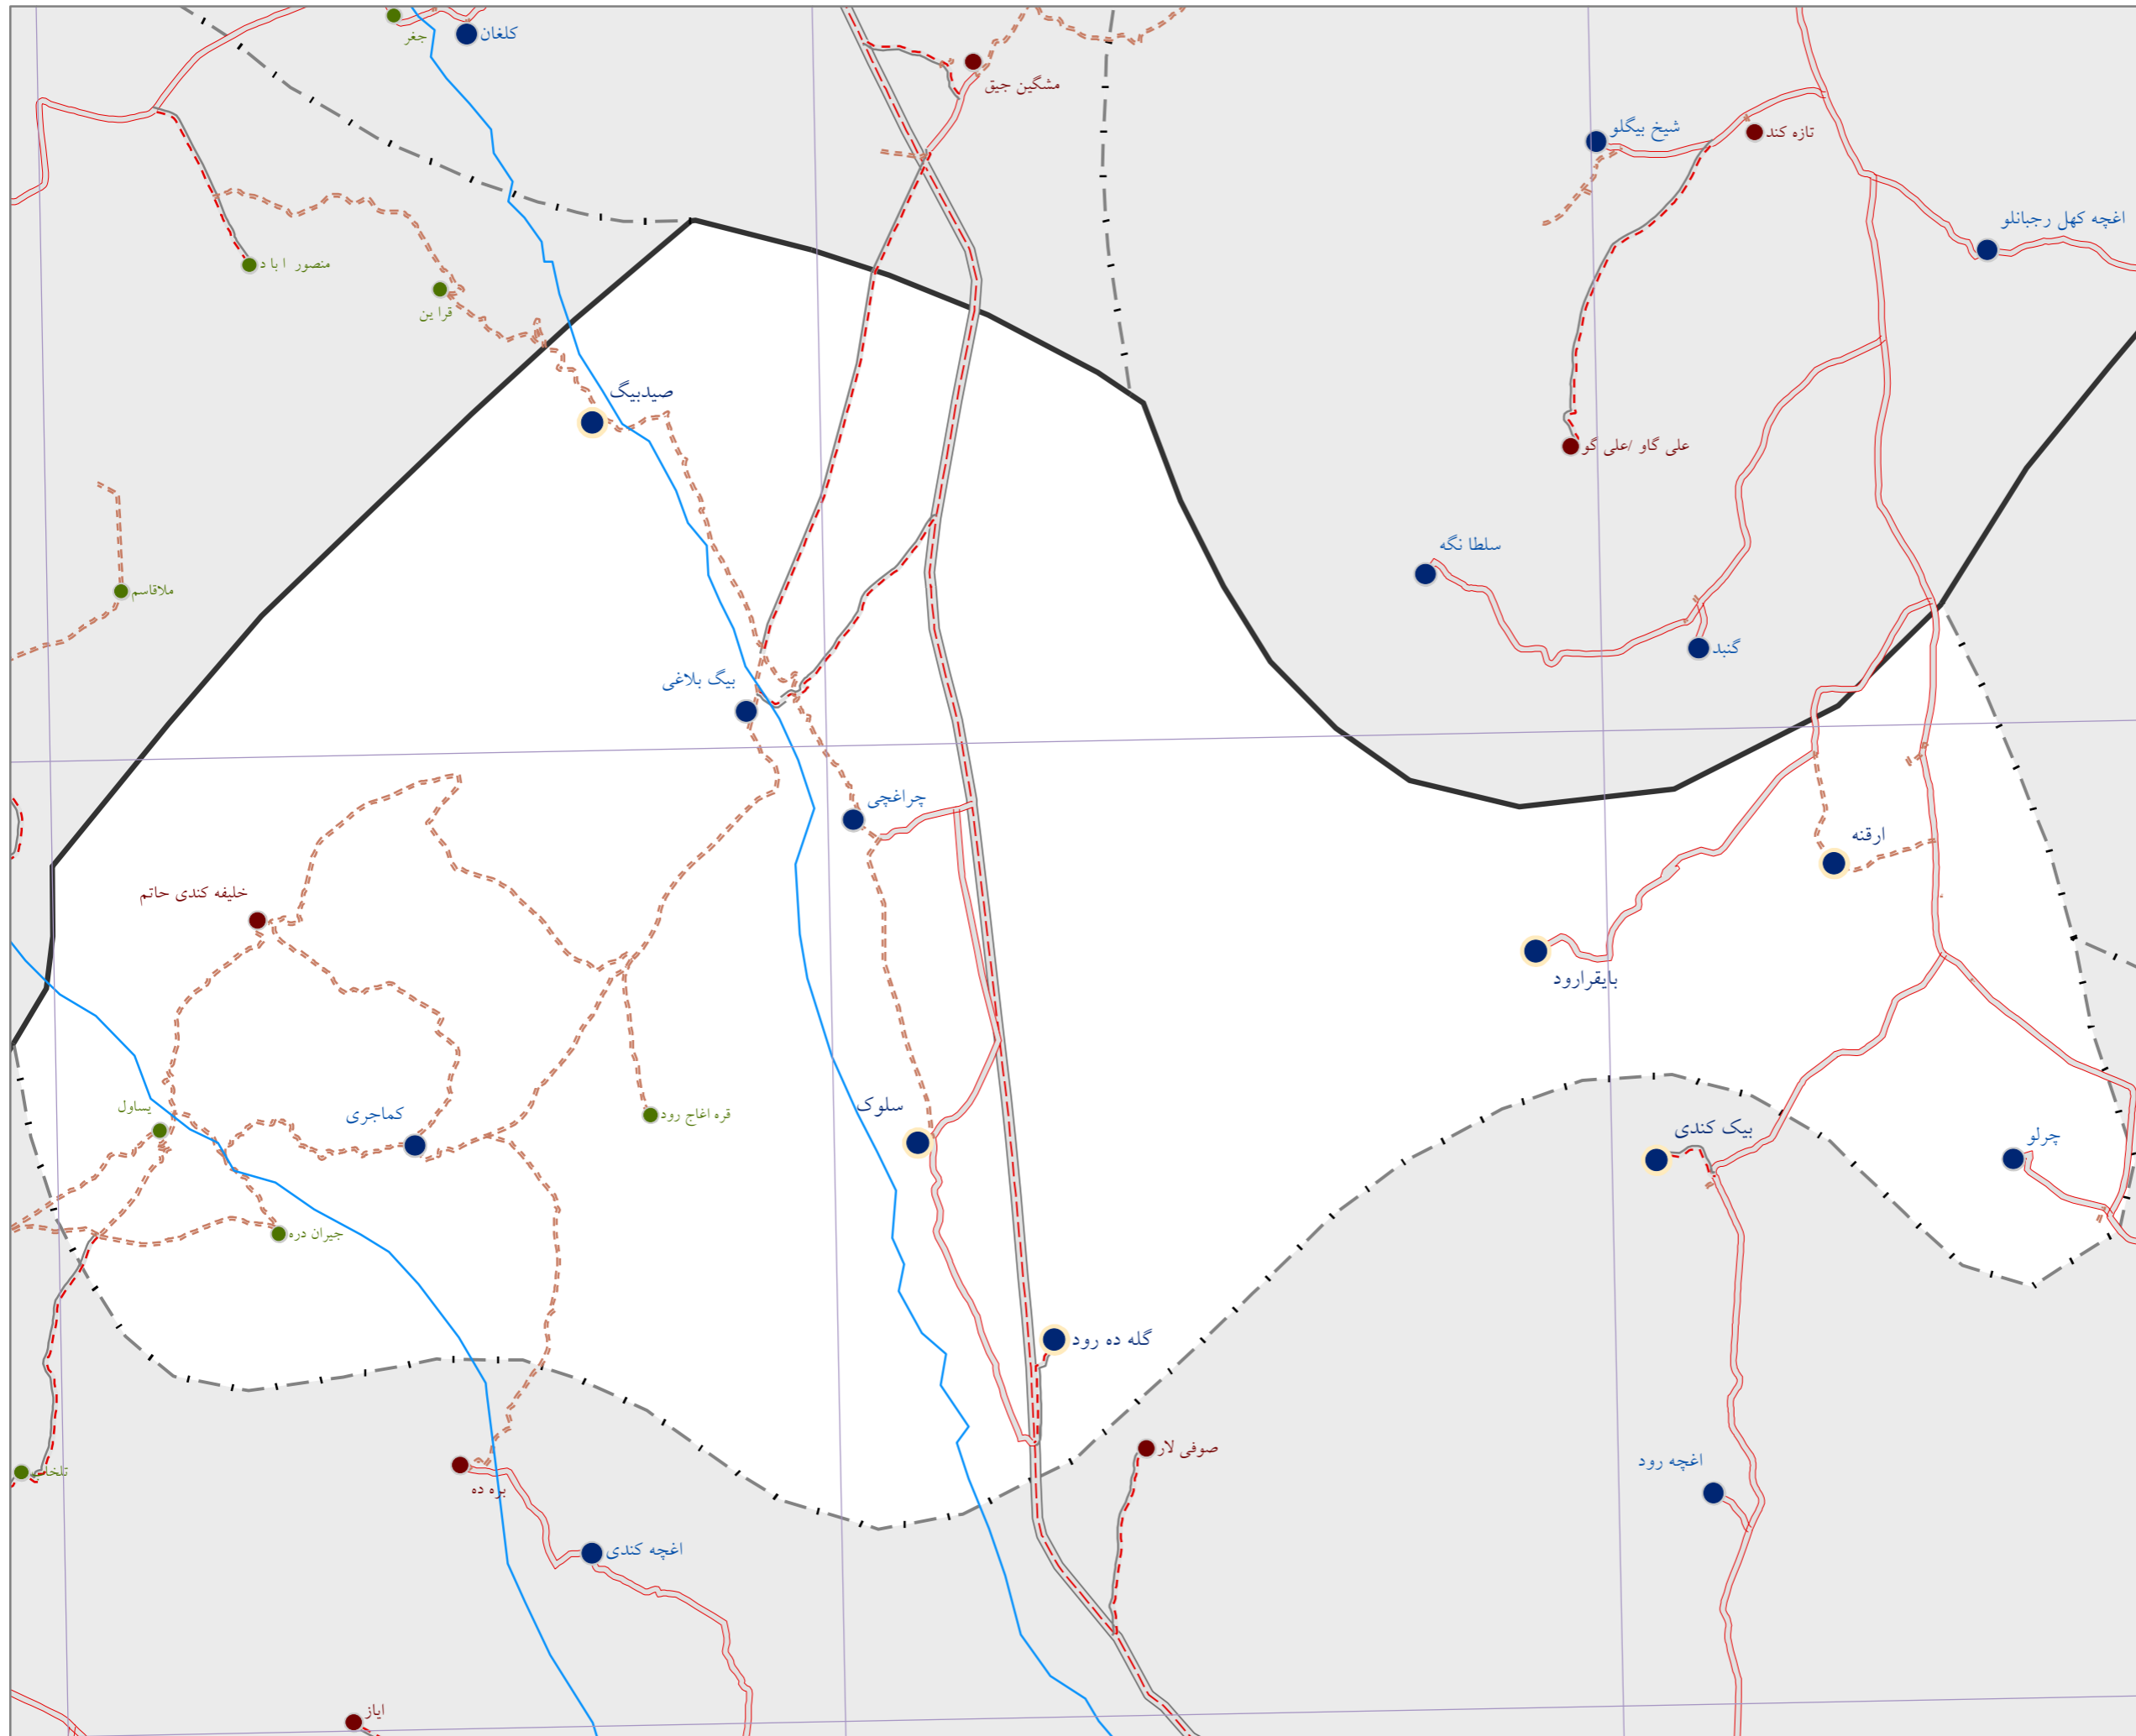 کلغان
جغر
مشگین جیق
تازه کند
شیخ بیگلو
اغچه کهل رجبانلو
منصور ا با د
قرا ین
صیدبیگ
علی گاو /علی گو
سلطا نگه
ملاقاسم
گنبد
بیگ بلاغی
چراغچی
ارقنه
خلیفه کندی حاتم
بایقرارود
یساول
کماجری
قره اغاج رود
سلوک
بیک کندی
چرلو
جیران دره
گله ده رود
صوفی لار
اغچه رود
بره ده
اغچه کندی
ایاز